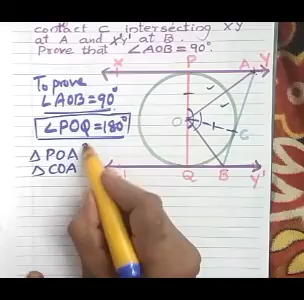 contact C intersecting XY
at A and X'Y' at B.
Prove that ∠AOB = 90°.
P A Y
X
To prove
∠AOB = 90°
∠POQ = 180°
O
C
△ POA
△ COA
Q B Y'